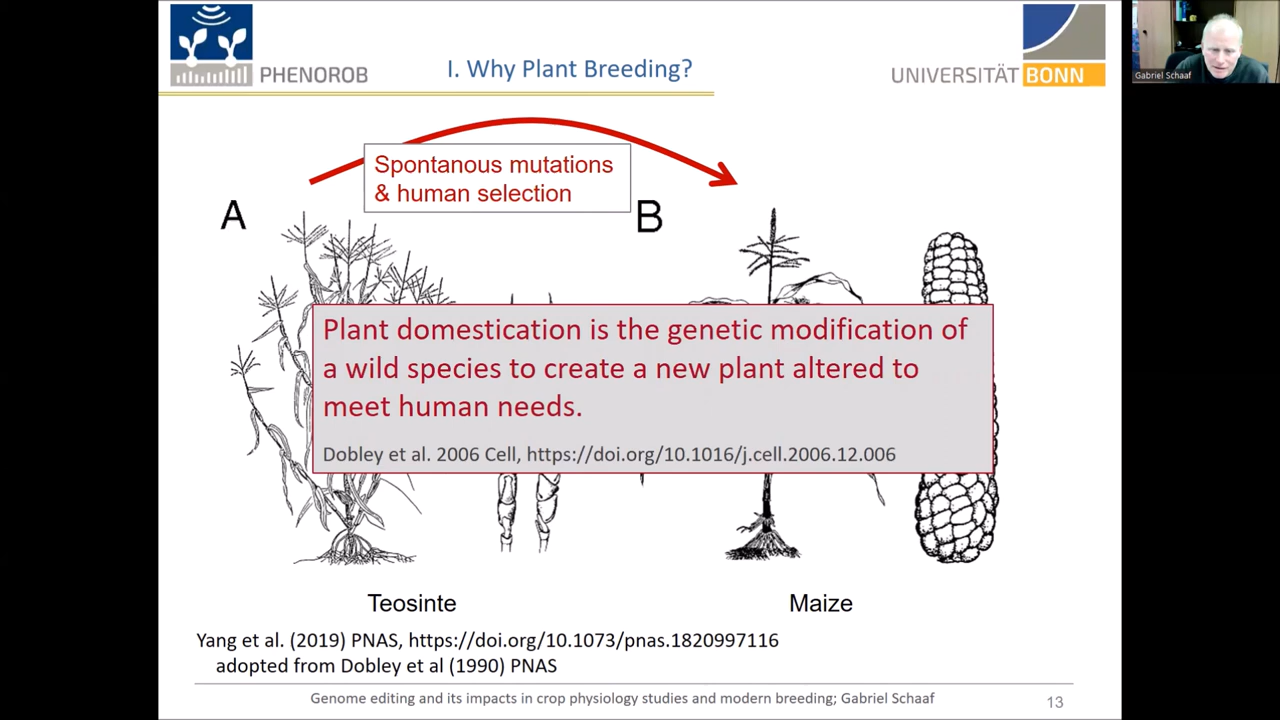 PHENOROB
I. Why Plant Breeding?
UNIVERSITÄT BONN
Gabriel Schaaf
Spontanous mutations
& human selection
A
B
Plant domestication is the genetic modification of
a wild species to create a new plant altered to
meet human needs.
Dobley et al. 2006 Cell, https://doi.org/10.1016/j.cell.2006.12.006
Teosinte
Maize
Yang et al. (2019) PNAS, https://doi.org/10.1073/pnas.1820997116
adopted from Dobley et al (1990) PNAS
Genome editing and its impacts in crop physiology studies and modern breeding; Gabriel Schaaf
13